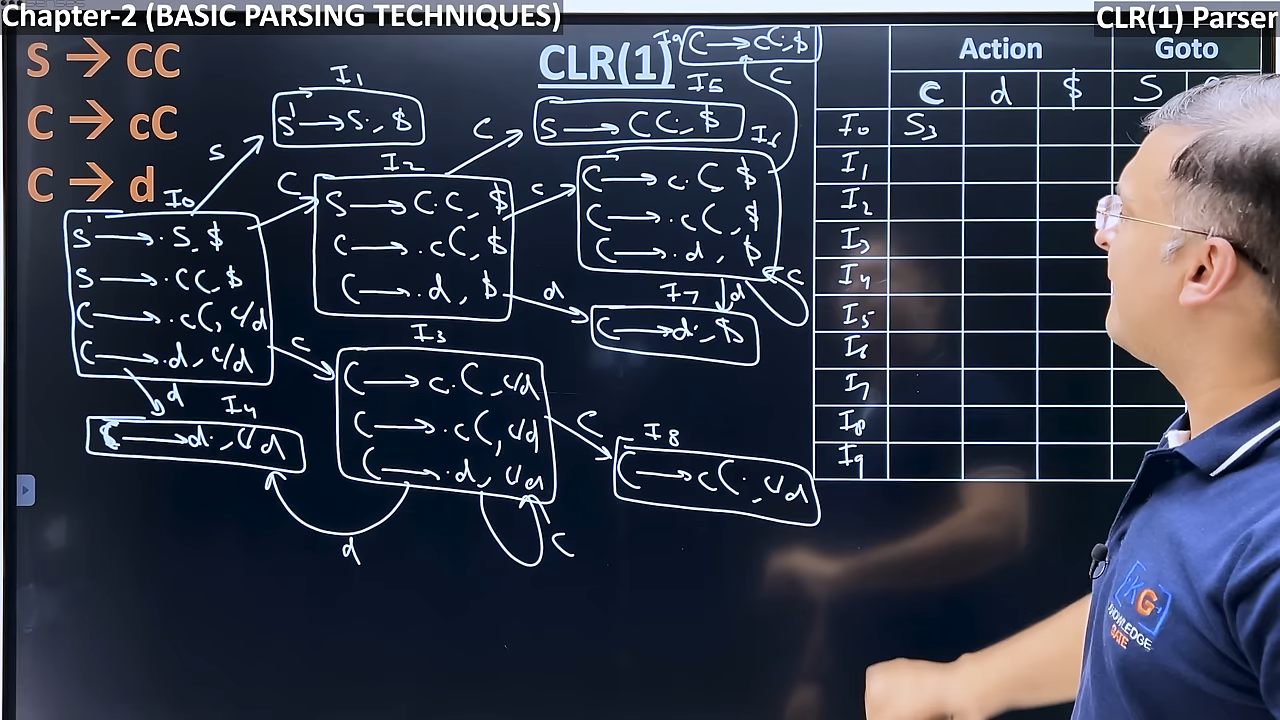 Chapter-2 (BASIC PARSING TECHNIQUES)
CLR(1) Parser
S → CC
C → cC
C → d
CLR(1)
I9
C → cC., $
C
I1
S' → S., $
S
I0
S' → .S, $
S → .CC, $
C → .cC, c/d
C → .d, c/d
C
I2
S → C.C, $
C → .cC, $
C → .d, $
C
I5
S → CC., $
c
I6
C → c.C, $
C → .cC, $
C → .d, $
c
d
I7
d
C → d., $
c
I3
C → c.C, c/d
C → .cC, c/d
C → .d, c/d
d
I4
C → d., c/d
C
I8
C → cC., c/d
d
c
Action Goto
c d $ S
I0 S3
I1
I2
I3
I4
I5
I6
I7
I8
I9
KG
KNOWLEDGE
GATE